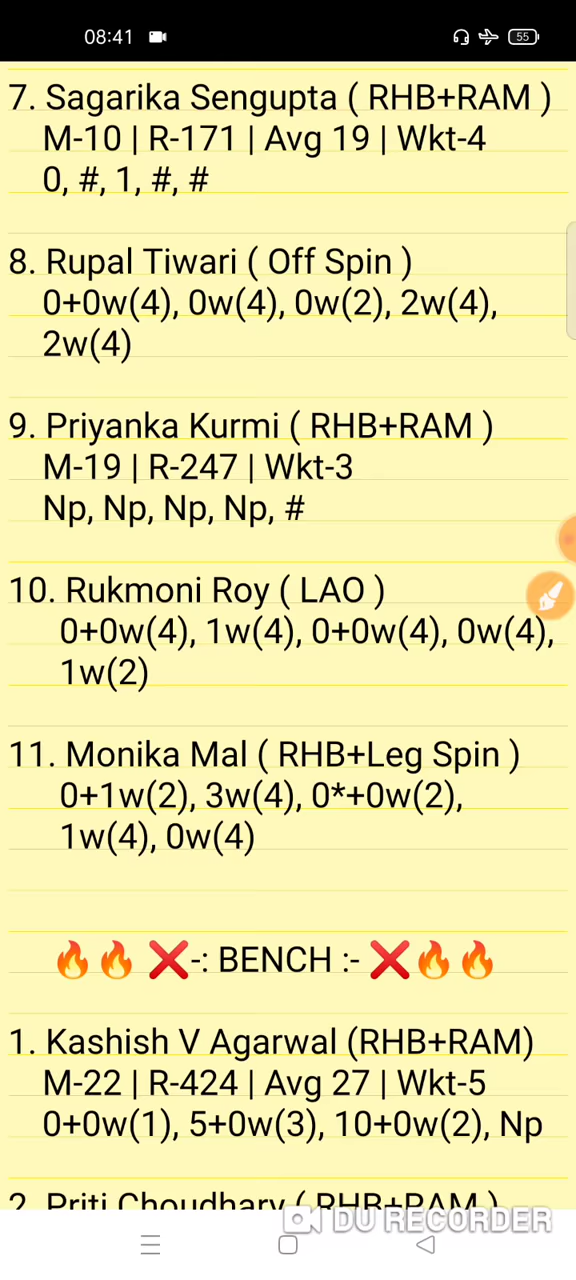 08:41
55
7. Sagarika Sengupta ( RHB+RAM )
M-10 | R-171 | Avg 19 | Wkt-4
0, #, 1, #, #
8. Rupal Tiwari ( Off Spin )
0+0w(4), 0w(4), 0w(2), 2w(4),
2w(4)
9. Priyanka Kurmi ( RHB+RAM )
M-19 | R-247 | Wkt-3
Np, Np, Np, Np, #
10. Rukmoni Roy ( LAO )
0+0w(4), 1w(4), 0+0w(4), 0w(4),
1w(2)
11. Monika Mal ( RHB+Leg Spin )
0+1w(2), 3w(4), 0*+0w(2),
1w(4), 0w(4)
🔥🔥 ❌-: BENCH :- ❌🔥🔥
1. Kashish V Agarwal (RHB+RAM)
M-22 | R-424 | Avg 27 | Wkt-5
0+0w(1), 5+0w(3), 10+0w(2), Np
2. Priti Choudhary ( RHB+RAM )
DU RECORDER